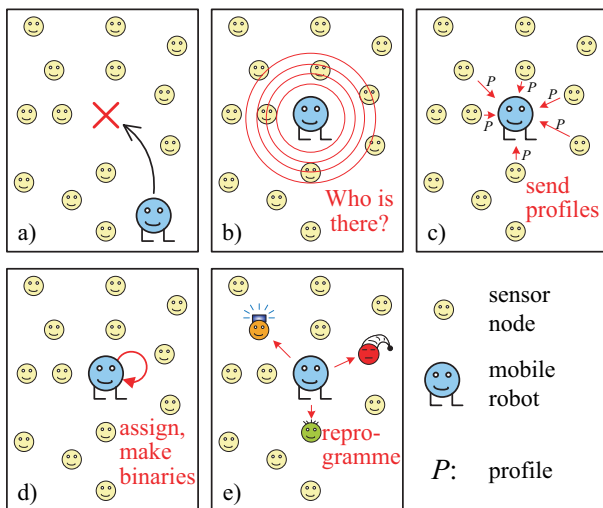 a)
b)
Who is
there?
P
P
P
P
P
P
send
profiles
c)
assign,
make
binaries
d)
repro-
gramme
e)
sensor
node
mobile
robot
P: profile